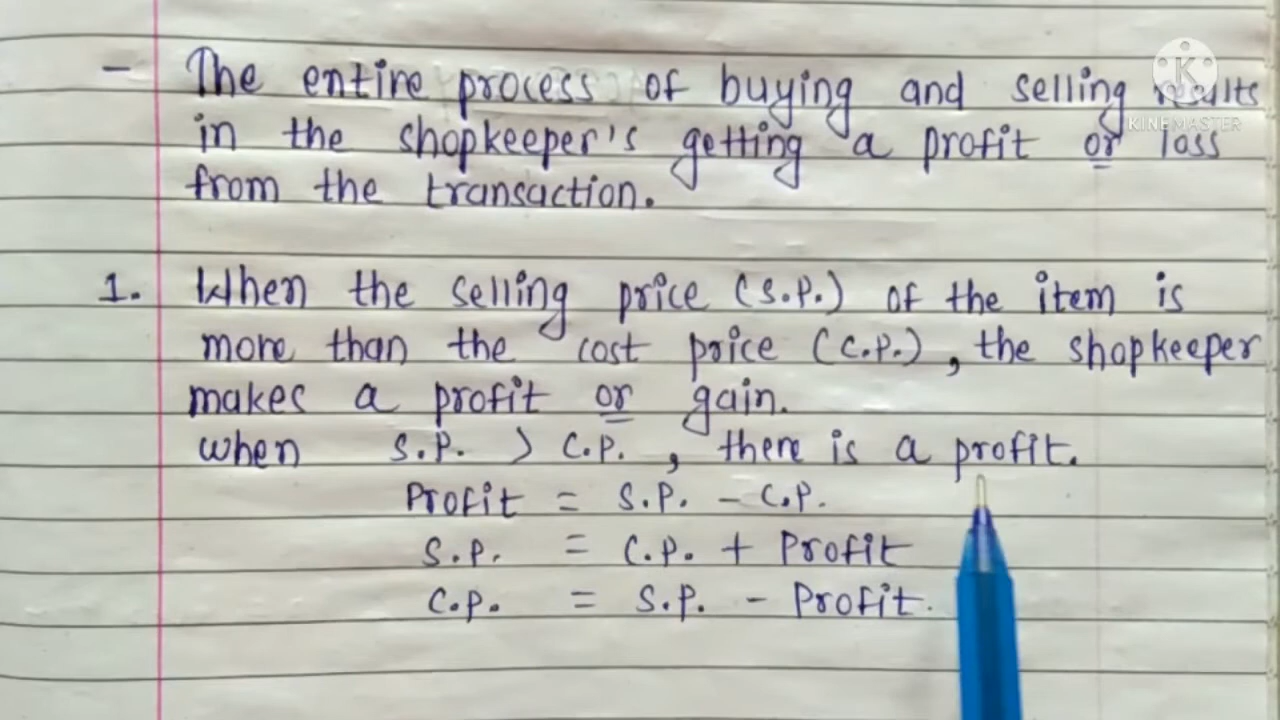 - The entire process of buying and selling results
in the shopkeeper's getting a profit or loss
from the transaction.
1. When the selling price (S.P.) of the item is
more than the cost price (C.P.), the shopkeeper
makes a profit or gain.
when S.P. > C.P., there is a profit.
Profit = S.P. - C.P.
S.P. = C.P. + Profit
C.P. = S.P. - Profit.
K
KINEMASTER